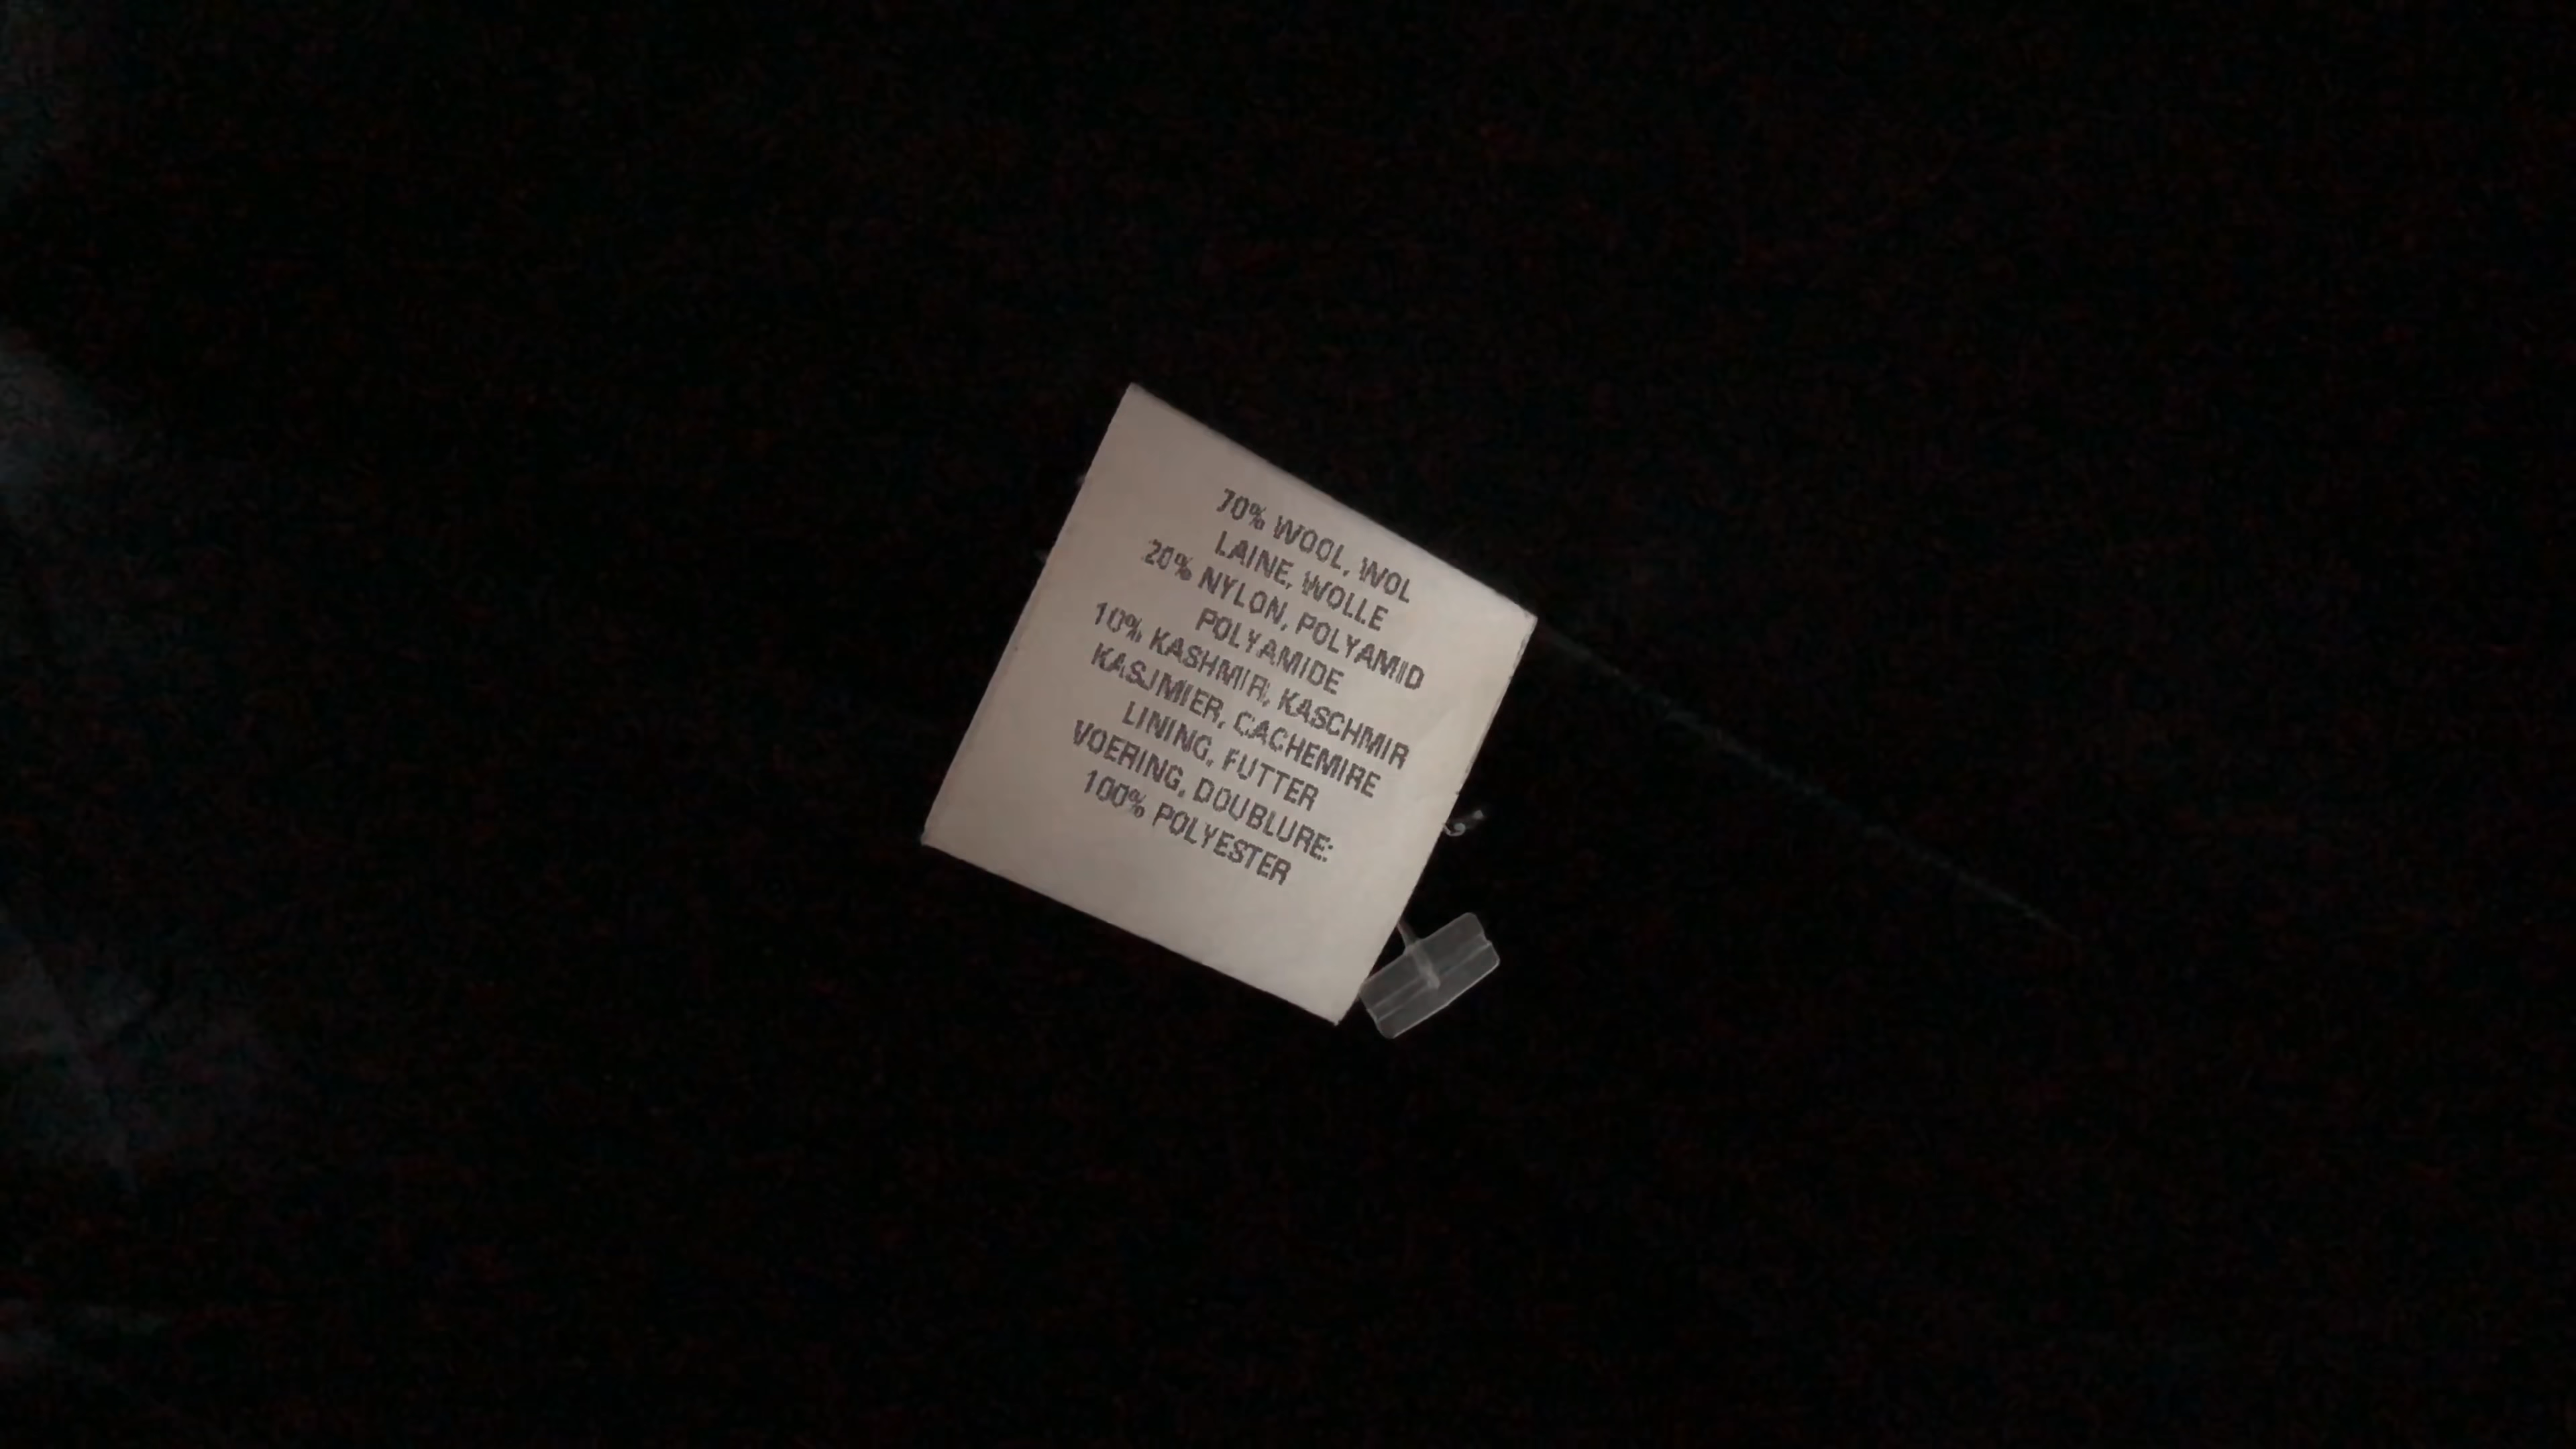 70% WOOL, WOL
LAINE, WOLLE
20% NYLON, POLYAMID
POLYAMIDE
10% KASHMIR, KASCHMIR
KASJMIER, CACHEMIRE
LINING, FUTTER
VOERING, DOUBLURE:
100% POLYESTER